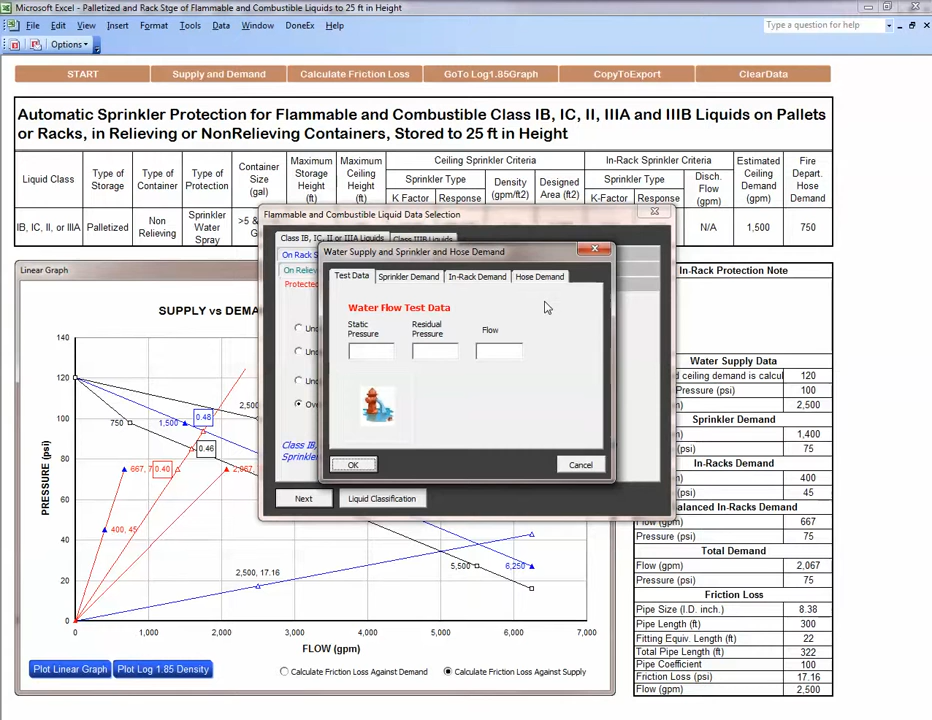 Microsoft Excel - Palletized and Rack Stge of Flammable and Combustible Liquids to 25 ft in Height
File Edit View Insert Format Tools Data Window DoneEx Help
Type a question for help
Options
START Supply and Demand Calculate Friction Loss GoTo Log1.85Graph CopyToExport ClearData
Automatic Sprinkler Protection for Flammable and Combustible Class IB, IC, II, IIIA and IIIB Liquids on Pallets
or Racks, in Relieving or NonRelieving Containers, Stored to 25 ft in Height
Liquid Class
Type of Storage
Type of Container
Type of Protection
Container Size (gal)
Maximum Storage Height (ft)
Maximum Ceiling Height (ft)
Ceiling Sprinkler Criteria
Sprinkler Type
K Factor Response
Density (gpm/ft2)
Designed Area (ft2)
In-Rack Sprinkler Criteria
Sprinkler Type
K-Factor Response
Disch. Flow (gpm)
Estimated Ceiling Demand (gpm)
Fire Depart. Hose Demand
IB, IC, II, or IIIA
Palletized
Non Relieving
Sprinkler Water Spray
>5 &
N/A
1,500
750
Flammable and Combustible Liquid Data Selection
Class IB, IC, II or IIIA Liquids Class IIIB Liquids
On Rack S
On Relie
Protected
Und
Und
Und
Ove
Class IB,
Sprinkler
Next
Liquid Classification
Water Supply and Sprinkler and Hose Demand
Test Data Sprinkler Demand In-Rack Demand Hose Demand
Water Flow Test Data
Static Pressure
Residual Pressure
Flow
OK
Cancel
Linear Graph
SUPPLY vs DEMA
PRESSURE (psi)
140
120
100
80
60
40
20
0
0 1,000 2,000 3,000 4,000 5,000 6,000 7,000
FLOW (gpm)
2,500,
750
1,500
0.48
0.46
667, 7
0.40
2,067
400, 45
2,500, 17.16
5,500
6,250
Plot Linear Graph
Plot Log 1.85 Density
Calculate Friction Loss Against Demand
Calculate Friction Loss Against Supply
In-Rack Protection Note
Water Supply Data
d ceiling demand is calcul 120
Pressure (psi) 100
on) 2,500
Sprinkler Demand
m) 1,400
si) 75
In-Racks Demand
m) 400
si) 45
alanced In-Racks Demand
Flow (gpm) 667
Pressure (psi) 75
Total Demand
Flow (gpm) 2,067
Pressure (psi) 75
Friction Loss
Pipe Size (I.D. inch.) 8.38
Pipe Length (ft) 300
Fitting Equiv. Length (ft) 22
Total Pipe Length (ft) 322
Pipe Coefficient 100
Friction Loss (psi) 17.16
Flow (gpm) 2,500